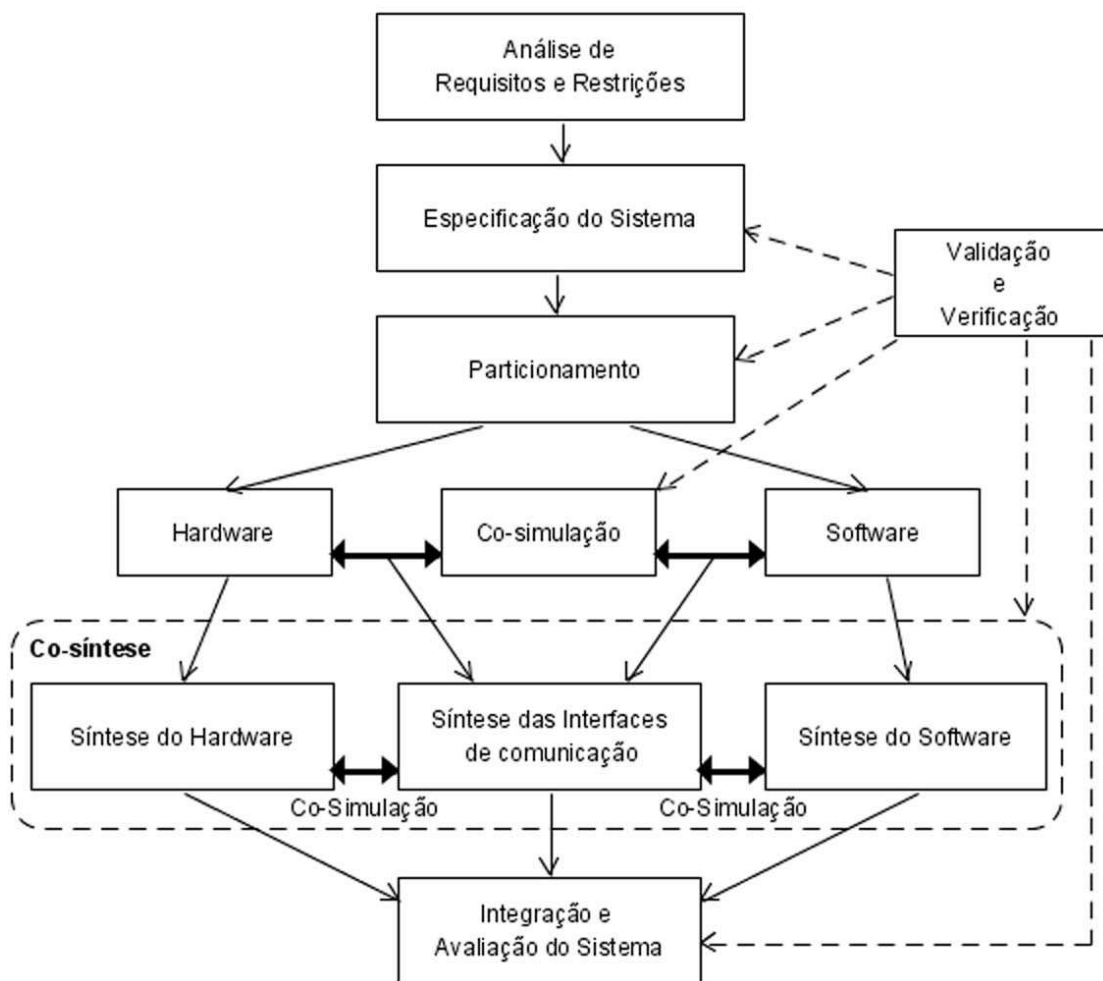 Análise de
Requisitos e Restrições
Especificação do Sistema
Validação
e
Verificação
Particionamento
Hardware
Co-simulação
Software
Co-síntese
Síntese do Hardware
Síntese das Interfaces
de comunicação
Síntese do Software
Co-Simulação
Co-Simulação
Integração e
Avaliação do Sistema